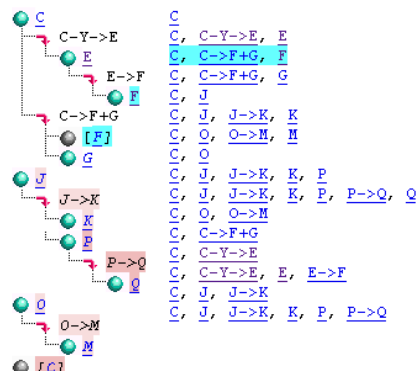 C
C-Y->E
E
E->F
F
C->F+G
[F]
G
J
J->K
K
P
P->Q
Q
O
O->M
M
[C]
C
C, C-Y->E, E
C, C->F+G, F
C, C->F+G, G
C, J
C, J, J->K, K
C, O, O->M, M
C, O
C, J, J->K, K, P
C, J, J->K, K, P, P->Q, Q
C, O, O->M
C, C->F+G
C, C-Y->E
C, C-Y->E, E, E->F
C, J, J->K
C, J, J->K, K, P, P->Q